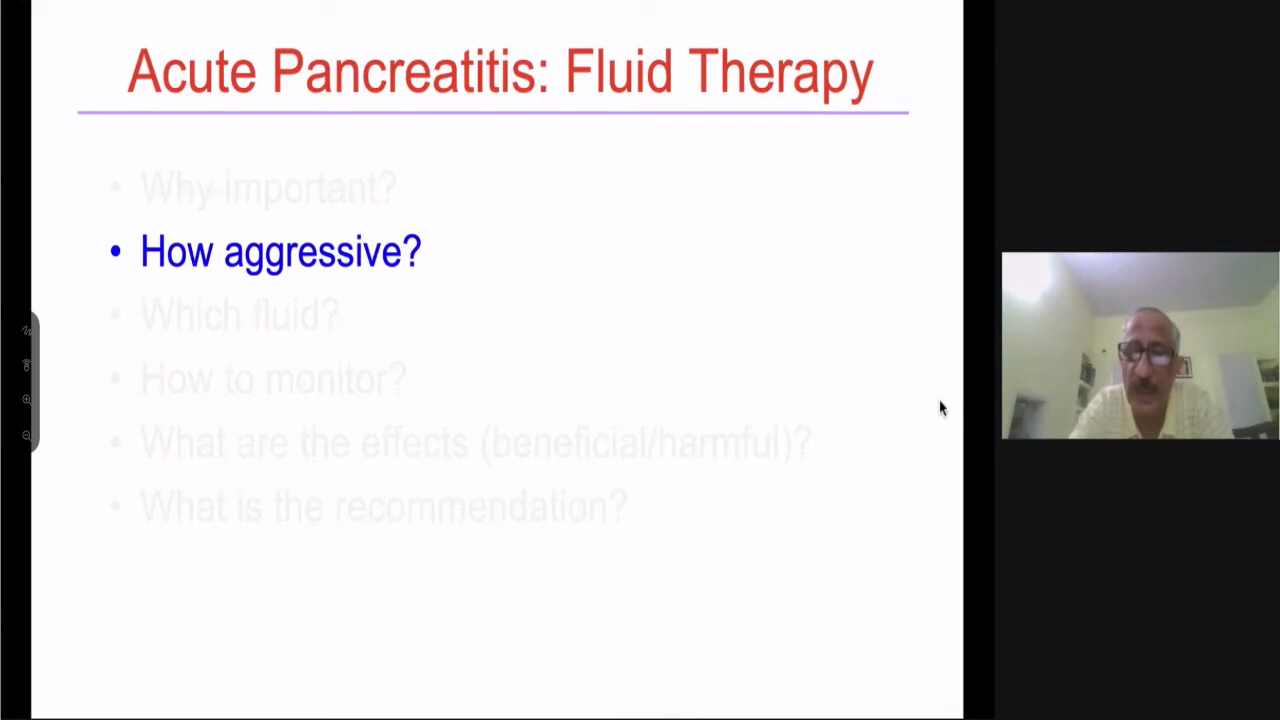 Acute Pancreatitis: Fluid Therapy
• Why important?
• How aggressive?
• Which fluid?
• How to monitor?
• What are the effects (beneficial/harmful)?
• What is the recommendation?